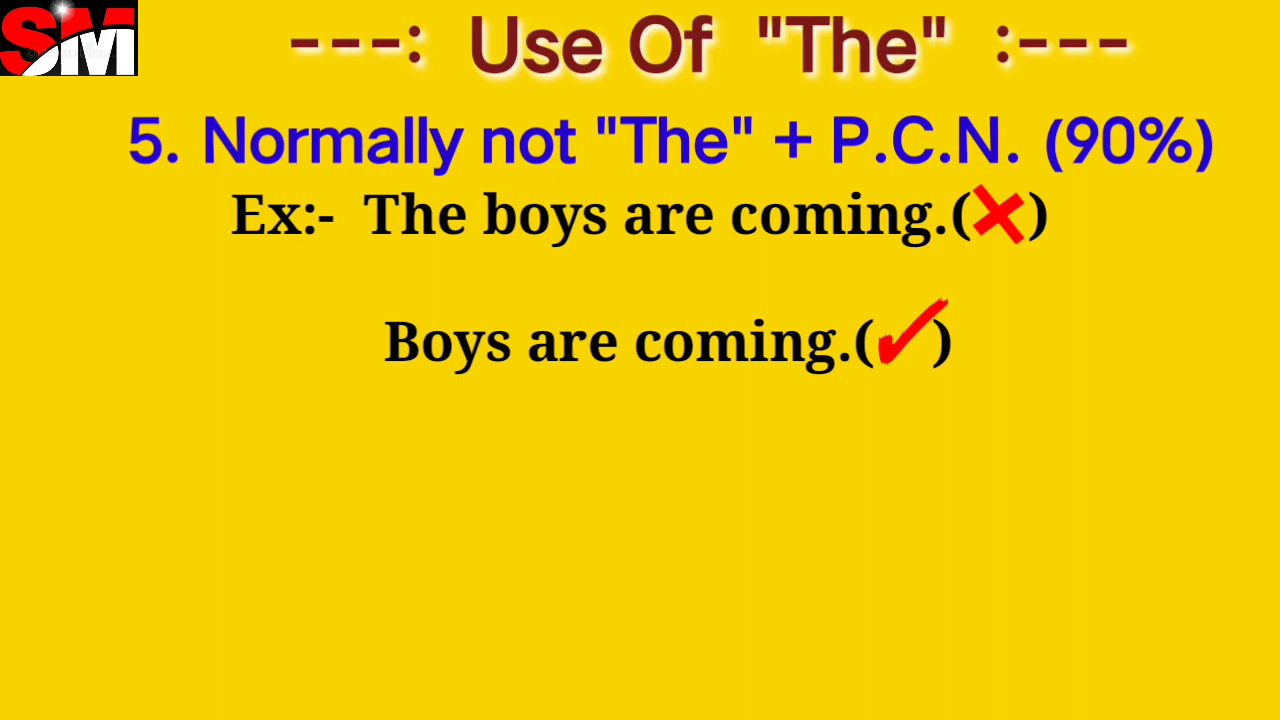 SM
---: Use Of "The" :---
5. Normally not "The" + P.C.N. (90%)
Ex:- The boys are coming.(❌)
Boys are coming.(✓)